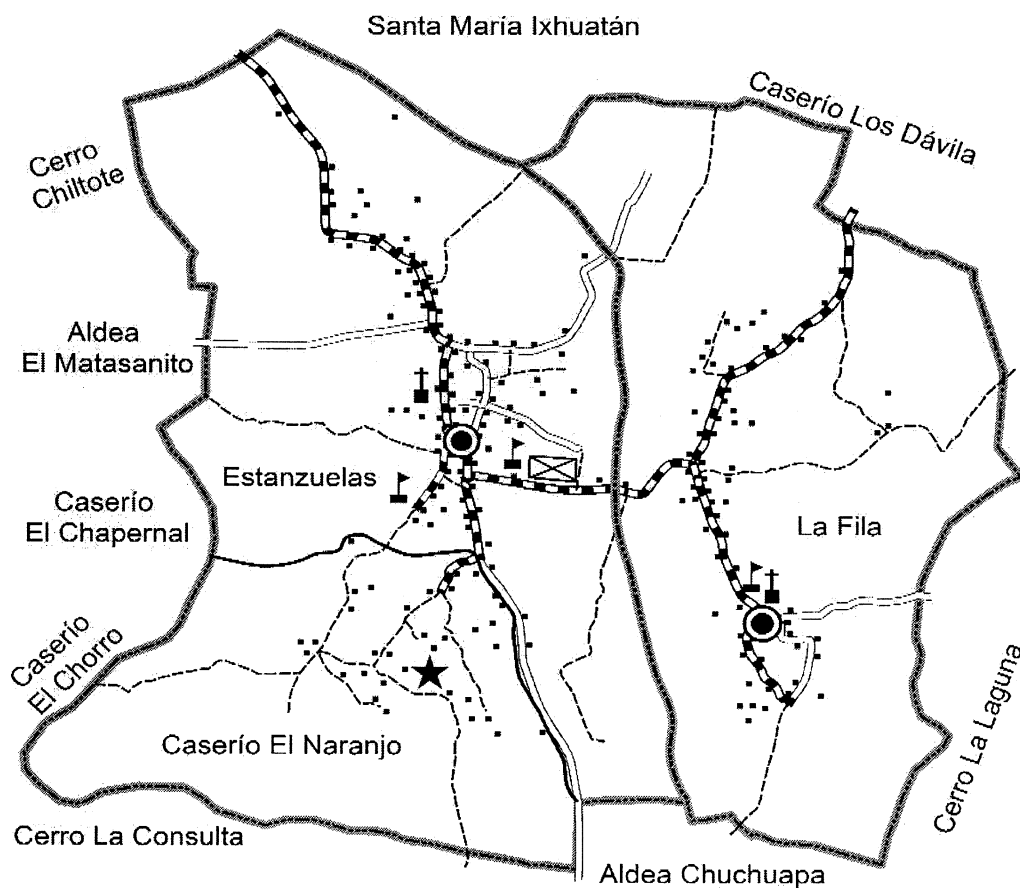 Santa María Ixhuatán
Caserío Los Dávila
Cerro
Chiltote
Aldea
El Matasanito
Estanzuelas
Caserío
El Chapernal
La Fila
Caserío
El Chorro
Caserío El Naranjo
Cerro La Laguna
Cerro La Consulta
Aldea Chuchuapa